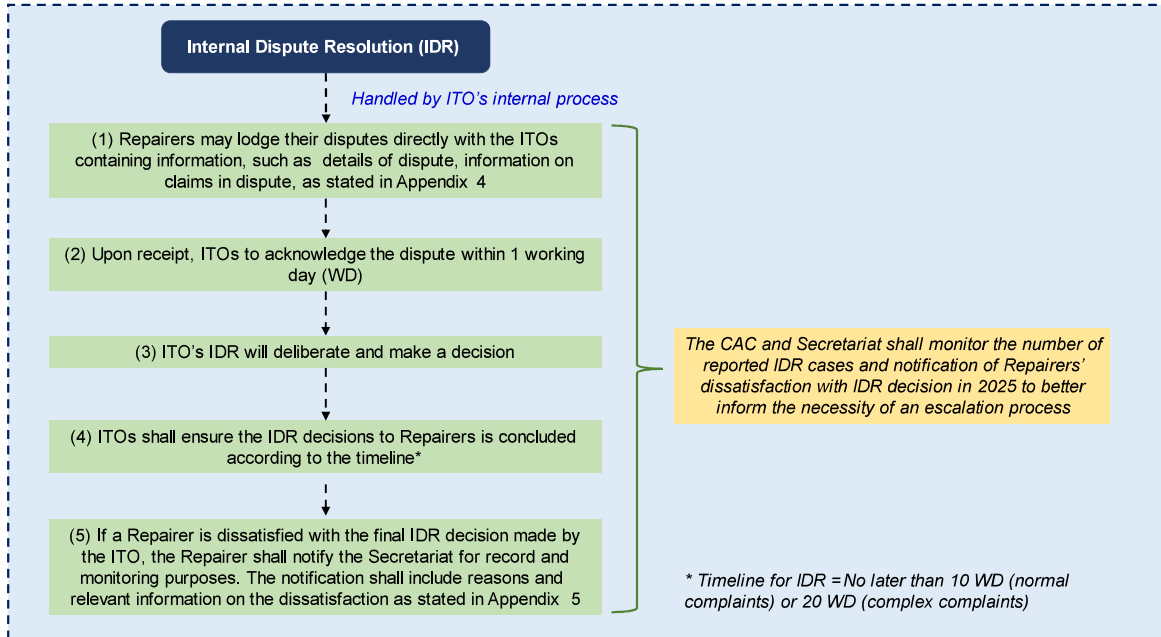 Internal Dispute Resolution (IDR)
Handled by ITO's internal process
(1) Repairers may lodge their disputes directly with the ITOs
containing information, such as details of dispute, information on
claims in dispute, as stated in Appendix 4
(2) Upon receipt, ITOs to acknowledge the dispute within 1 working
day (WD)
(3) ITO's IDR will deliberate and make a decision
(4) ITOs shall ensure the IDR decisions to Repairers is concluded
according to the timeline*
(5) If a Repairer is dissatisfied with the final IDR decision made by
the ITO, the Repairer shall notify the Secretariat for record and
monitoring purposes. The notification shall include reasons and
relevant information on the dissatisfaction as stated in Appendix 5
The CAC and Secretariat shall monitor the number of
reported IDR cases and notification of Repairers'
dissatisfaction with IDR decision in 2025 to better
inform the necessity of an escalation process
* Timeline for IDR = No later than 10 WD (normal
complaints) or 20 WD (complex complaints)